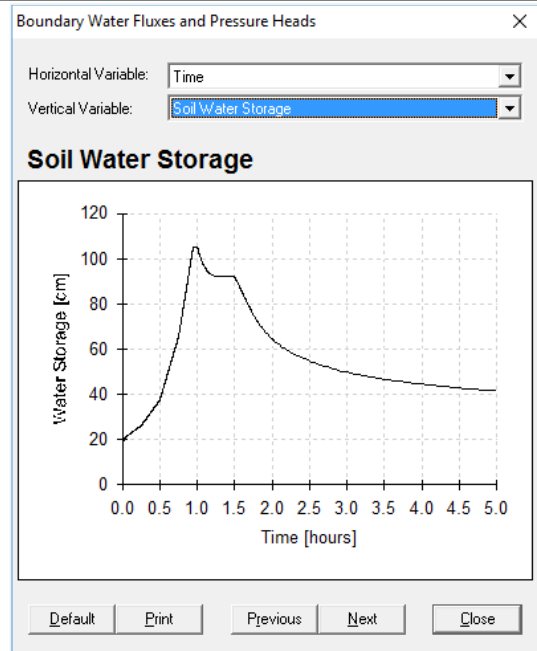 Boundary Water Fluxes and Pressure Heads
Horizontal Variable: Time
Vertical Variable: Soil Water Storage
Soil Water Storage
120
100
80
60
40
20
0
Water Storage [cm]
0.0 0.5 1.0 1.5 2.0 2.5 3.0 3.5 4.0 4.5 5.0
Time [hours]
Default Print Previous Next Close